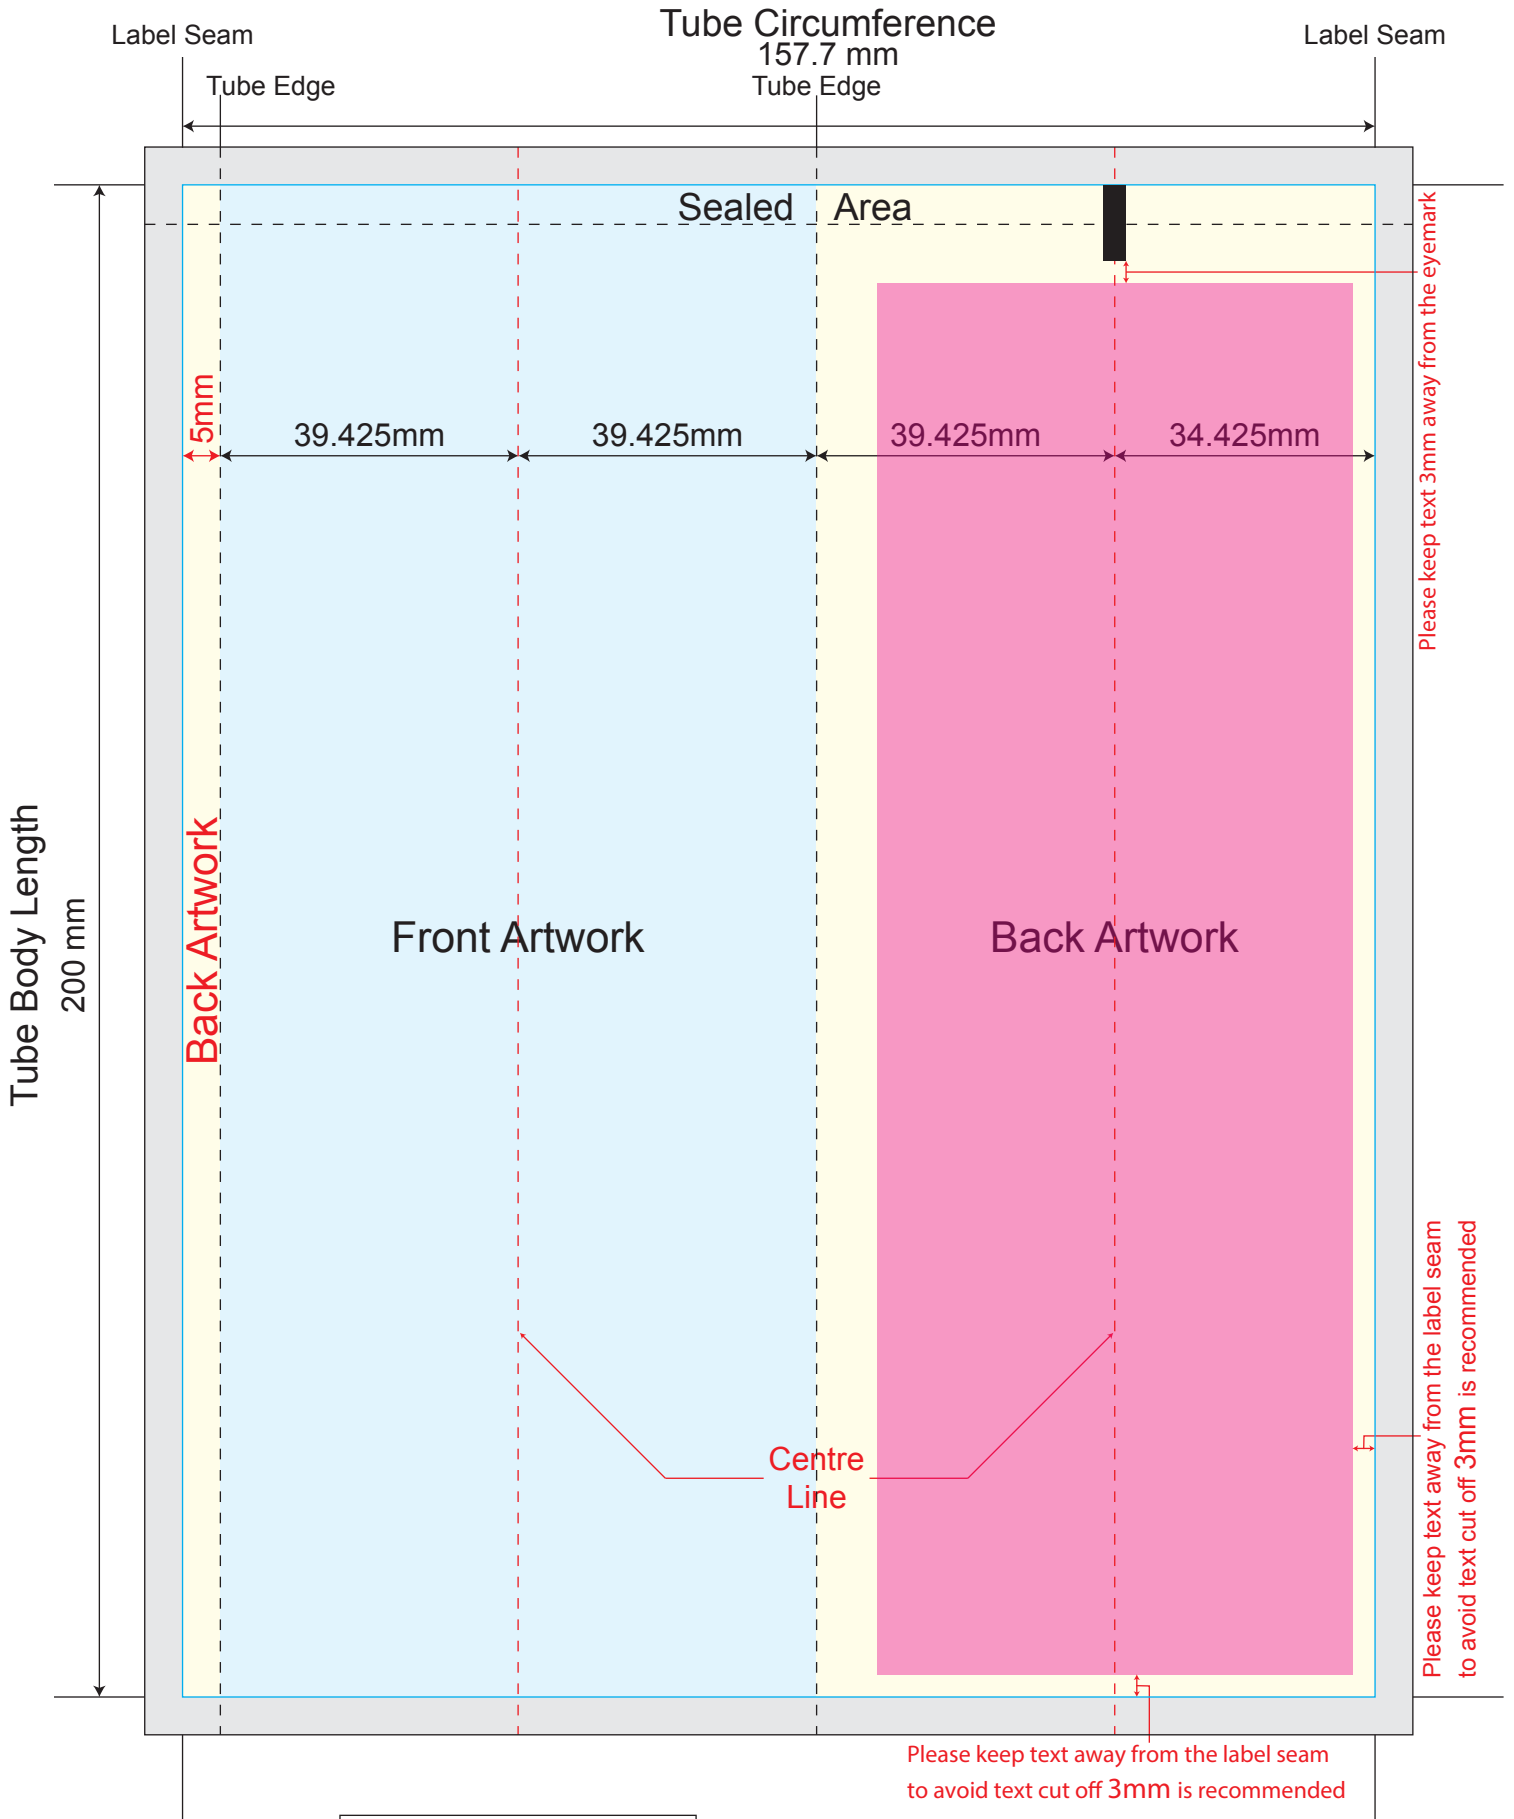 Tube Circumference
157.7 mm
Label Seam
Label Seam
Tube Edge
Tube Edge
Sealed Area
Please keep text 3mm away from the eyemark
5mm
39.425mm
39.425mm
39.425mm
34.425mm
Tube Body Length
200 mm
Back Artwork
Front Artwork
Back Artwork
Centre
Line
Please keep text away from the label seam
to avoid text cut off 3mm is recommended
Please keep text away from the label seam
to avoid text cut off 3mm is recommended